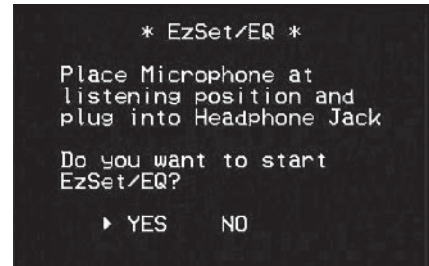 * EzSet/EQ *
Place Microphone at
listening position and
plug into Headphone Jack
Do you want to start
EzSet/EQ?
▸ YES NO